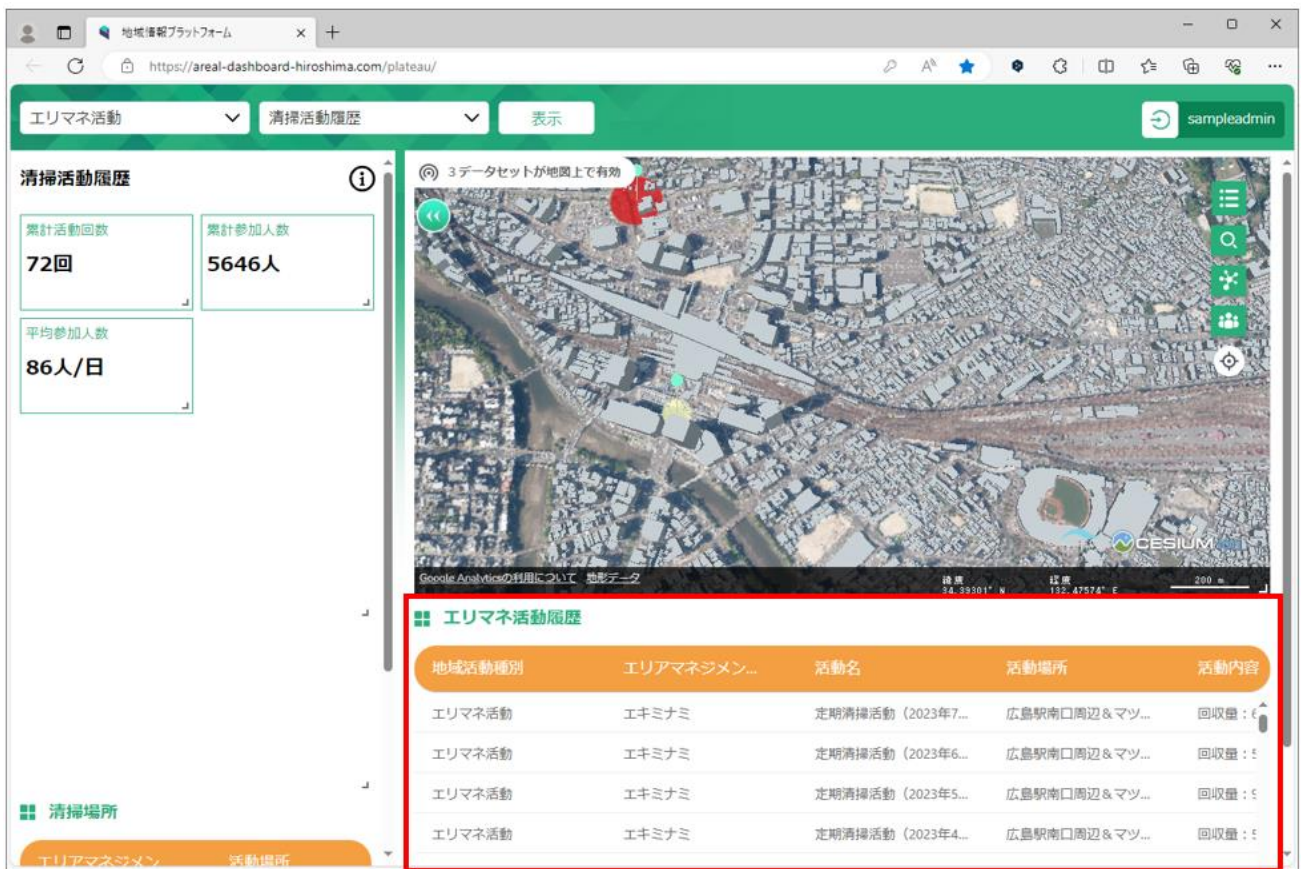 地域情報プラットフォーム
https://areal-dashboard-hiroshima.com/plateau/
エリマネ活動
清掃活動履歴
表示
sampleadmin
清掃活動履歴
累計活動回数
72回
累計参加人数
5646人
平均参加人数
86人/日
3データセットが地図上で有効
CESIUM
Google Analyticsの利用について 地形データ
緯度
34.39301° N
経度
132.47574° E
200 m
エリマネ活動履歴
地域活動種別 エリアマネジメン... 活動名 活動場所 活動内容
エリマネ活動 エキミナミ 定期清掃活動（2023年7... 広島駅南口周辺&マツ... 回収量：6
エリマネ活動 エキミナミ 定期清掃活動（2023年6... 広島駅南口周辺&マツ... 回収量：5
エリマネ活動 エキミナミ 定期清掃活動（2023年5... 広島駅南口周辺&マツ... 回収量：9
エリマネ活動 エキミナミ 定期清掃活動（2023年4... 広島駅南口周辺&マツ... 回収量：5
清掃場所
エリアマネジメン 活動場所